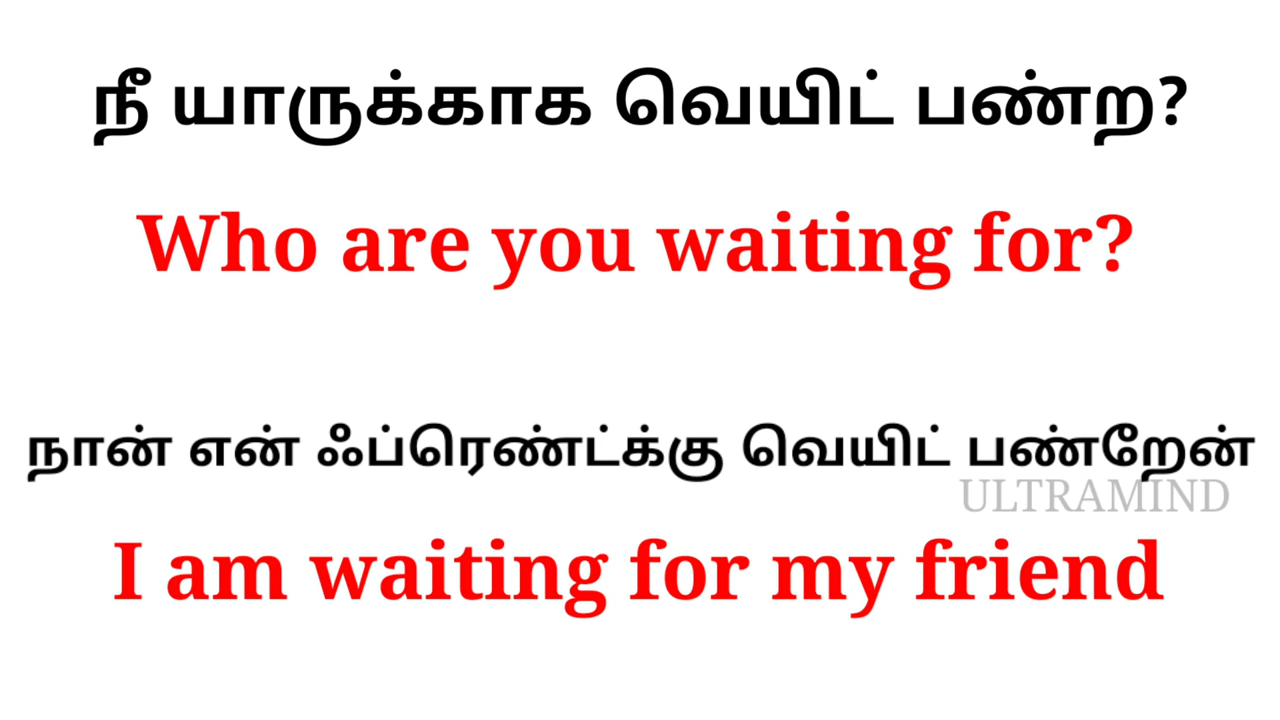 நீ யாருக்காக வெயிட் பண்ற?
Who are you waiting for?
நான் என் ஃப்ரெண்ட்க்கு வெயிட் பண்றேன்
ULTRAMIND
I am waiting for my friend